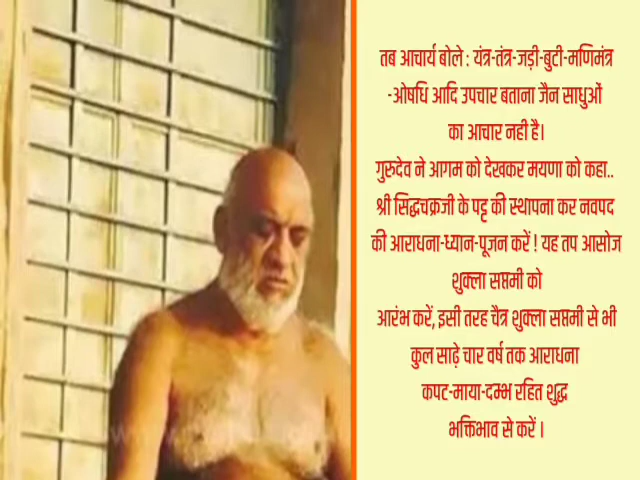 तब आचार्य बोले : यंत्र-तंत्र-जड़ी-बुटी-मणिमंत्र
-ओषधि आदि उपचार बताना जैन साधुओं
का आचार नही है।
गुरुदेव ने आगम को देखकर मयणा को कहा..
श्री सिद्धचक्रजी के पट्ट की स्थापना कर नवपद
की आराधना-ध्यान-पूजन करें ! यह तप आसोज
शुक्ला सप्तमी को
आरंभ करें, इसी तरह चैत्र शुक्ला सप्तमी से भी
कुल साढ़े चार वर्ष तक आराधना
कपट-माया-दम्भ रहित शुद्ध
भक्तिभाव से करें ।